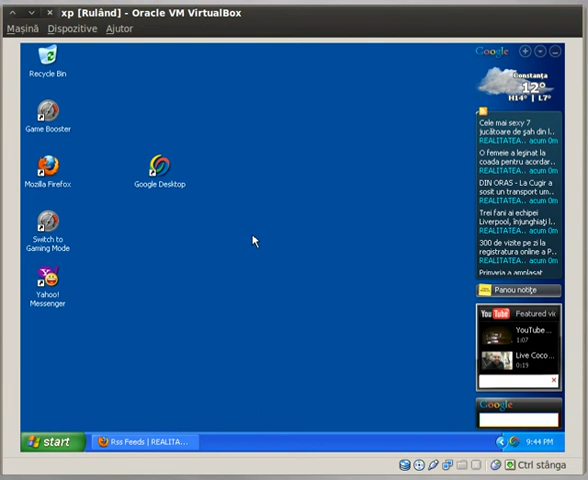 xp [Rulând] - Oracle VM VirtualBox
Mașină Dispozitive Ajutor
Recycle Bin
Game Booster
Mozilla Firefox
Switch to
Gaming Mode
Yahoo!
Messenger
Google Desktop
Google
Constanța
12°
H14° | L7°
Cele mai sexy 7
jucătoare de șah din l..
REALITATEA.. acum 0m
O femeie a leșinat la
coada pentru acordar..
REALITATEA.. acum 0m
DIN ORAS - La Cugir a
sosit un transport um..
REALITATEA.. acum 0m
Trei fani ai echipei
Liverpool, înjunghiați î..
REALITATEA.. acum 0m
300 de vizite pe zi la
registratura online a P..
REALITATEA.. acum 0m
Primaria a amplasat
Panou notițe
YouTube Featured vi
YouTube...
1:07
Live Coco...
0:19
Google
start
Rss Feeds | REALITA...
9:44 PM
Ctrl stânga